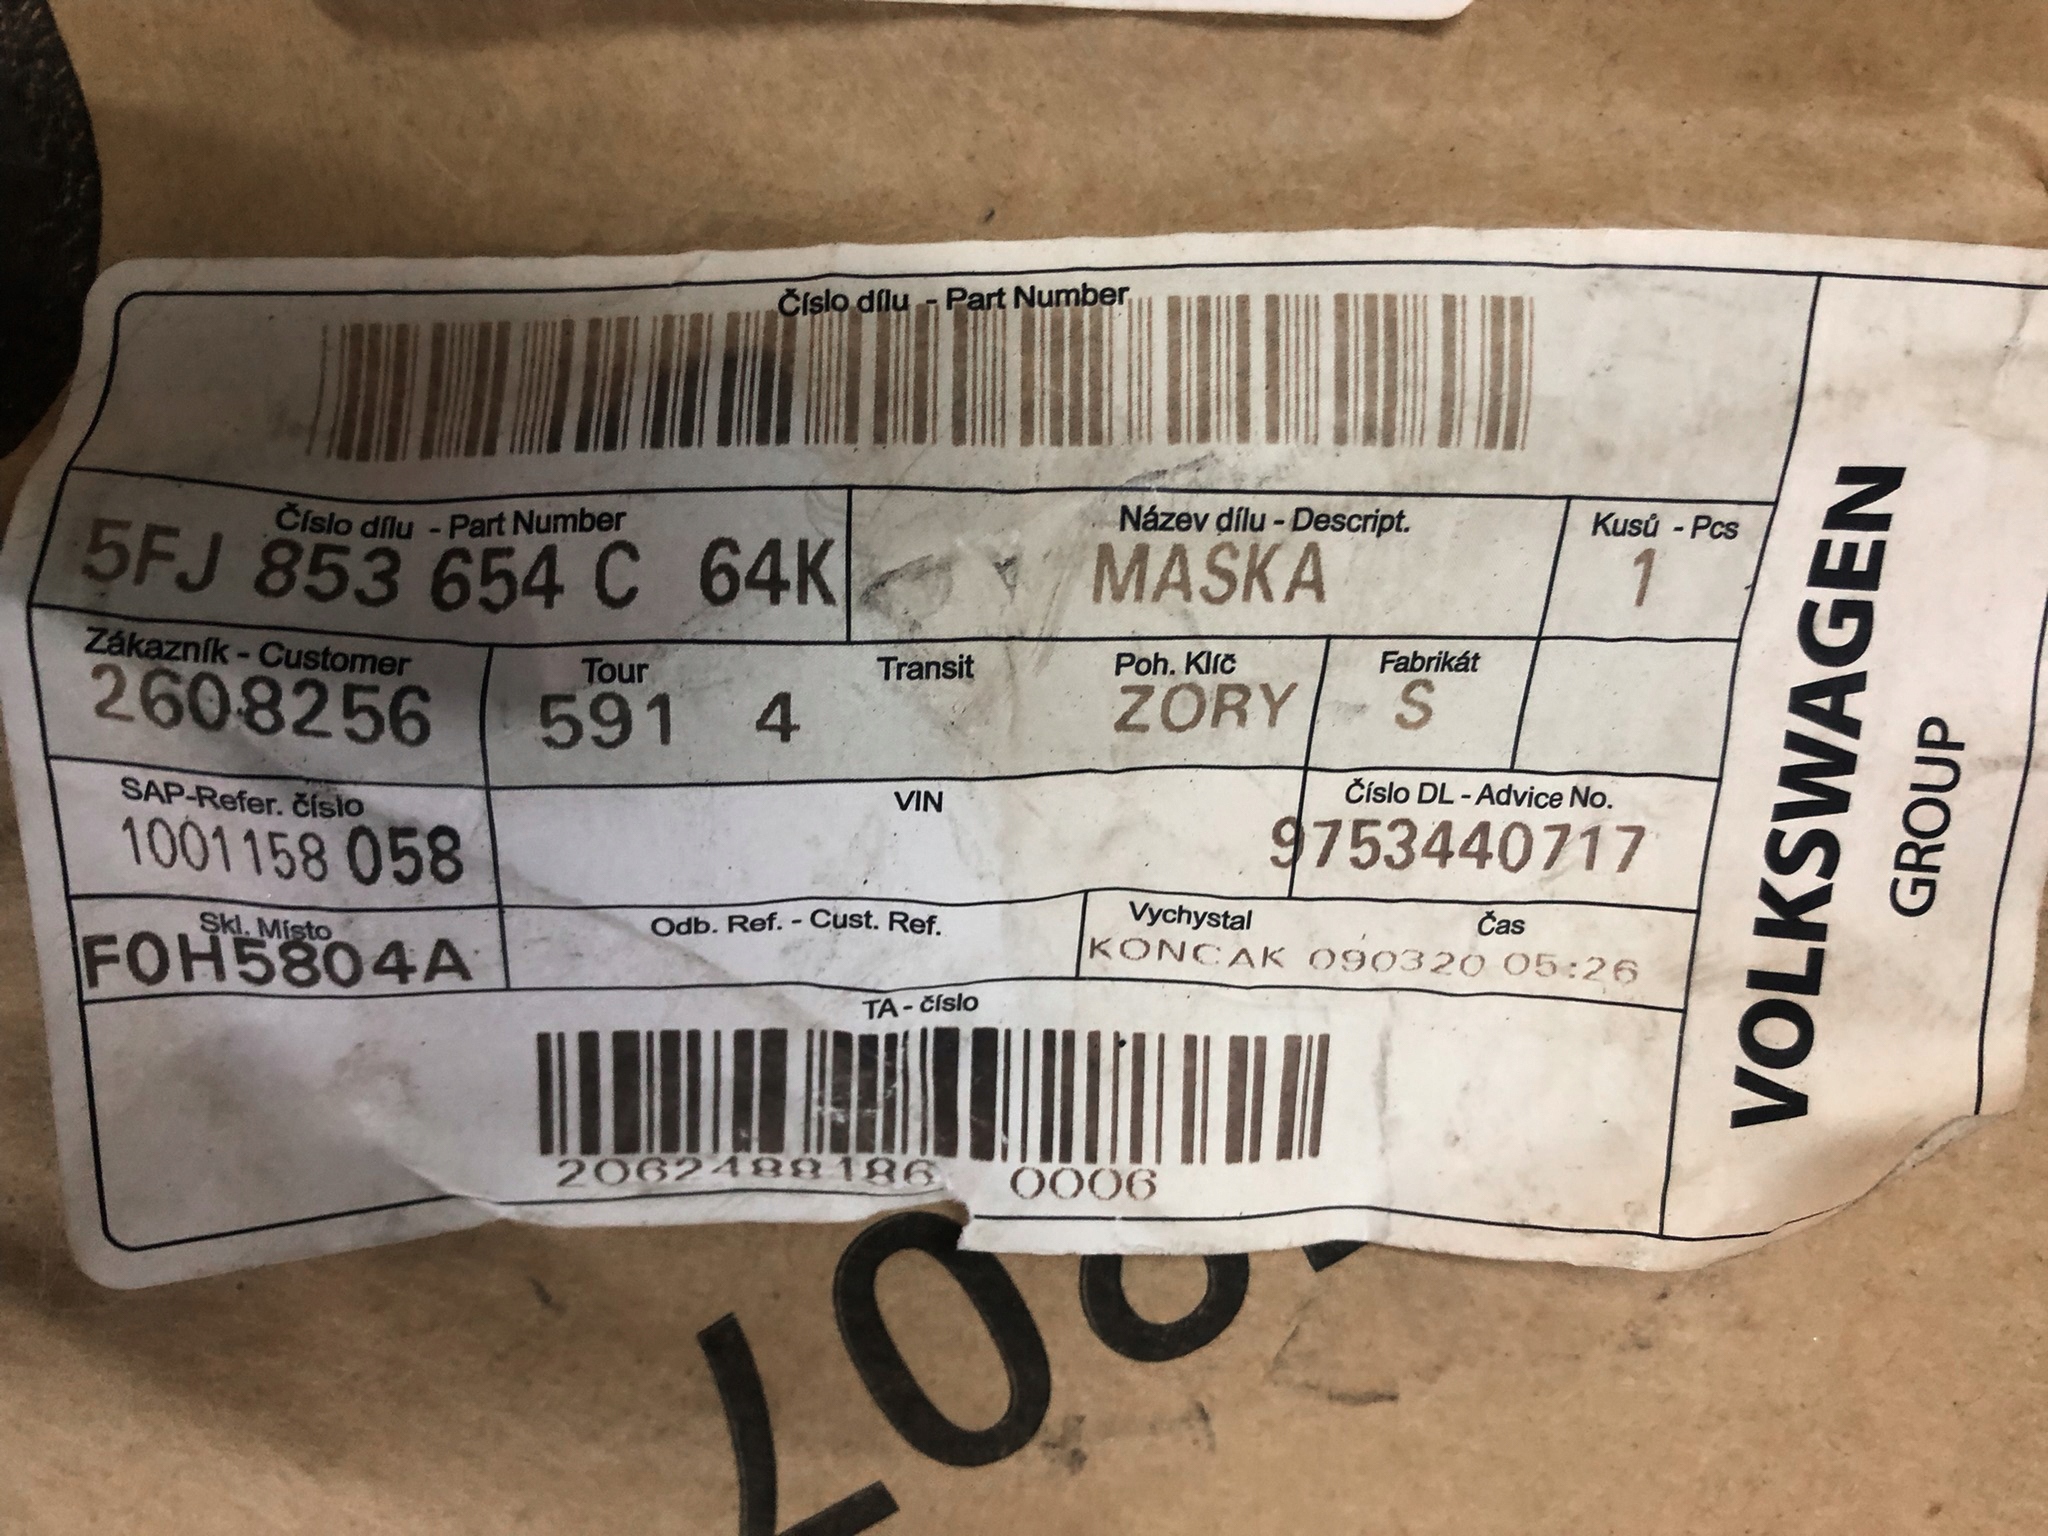 Číslo dílu - Part Number
Číslo dílu - Part Number
5FJ 853 654 C 64K
Název dílu - Descript.
MASKA
Kusů - Pcs
1
Zákazník - Customer
2608256
Tour
591 4
Transit
Poh. Klíč
ZORY
Fabrikát
S
SAP-Refer. číslo
1001158 058
VIN
Číslo DL - Advice No.
9753440717
Skl. Místo
F0H5804A
Odb. Ref. - Cust. Ref.
Vychystal
Čas
KONCAK 090320 05:26
TA - číslo
2062488186 0006
VOLKSWAGEN
GROUP